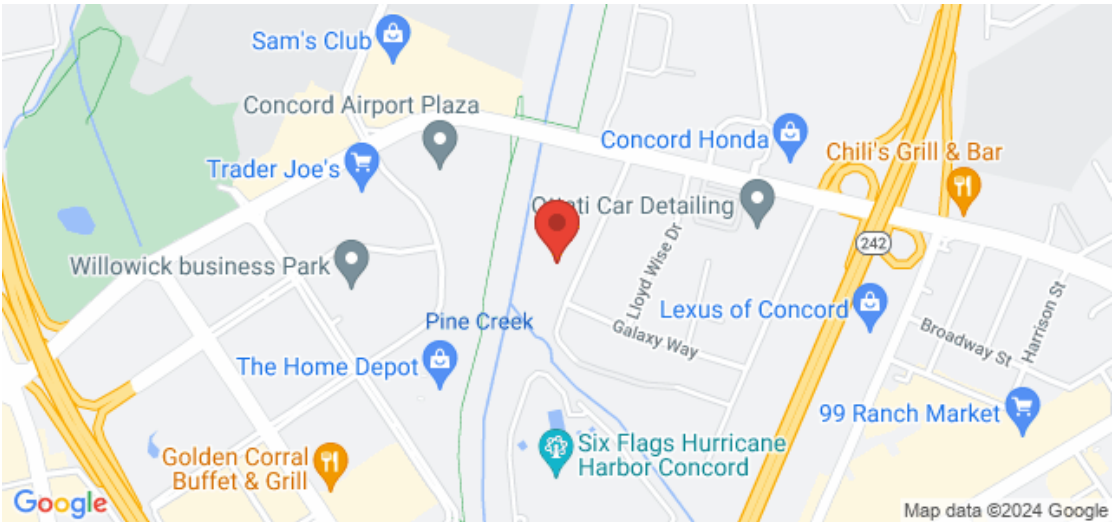 Sam's Club
Concord Airport Plaza
Concord Honda
Chili's Grill & Bar
Trader Joe's
Car Detailing
242
Willowick business Park
Lloyd Wise Dr
Lexus of Concord
Harrison St
Pine Creek
Galaxy Way
Broadway St
The Home Depot
99 Ranch Market
Golden Corral
Buffet & Grill
Six Flags Hurricane
Harbor Concord
Google
Map data ©2024 Google